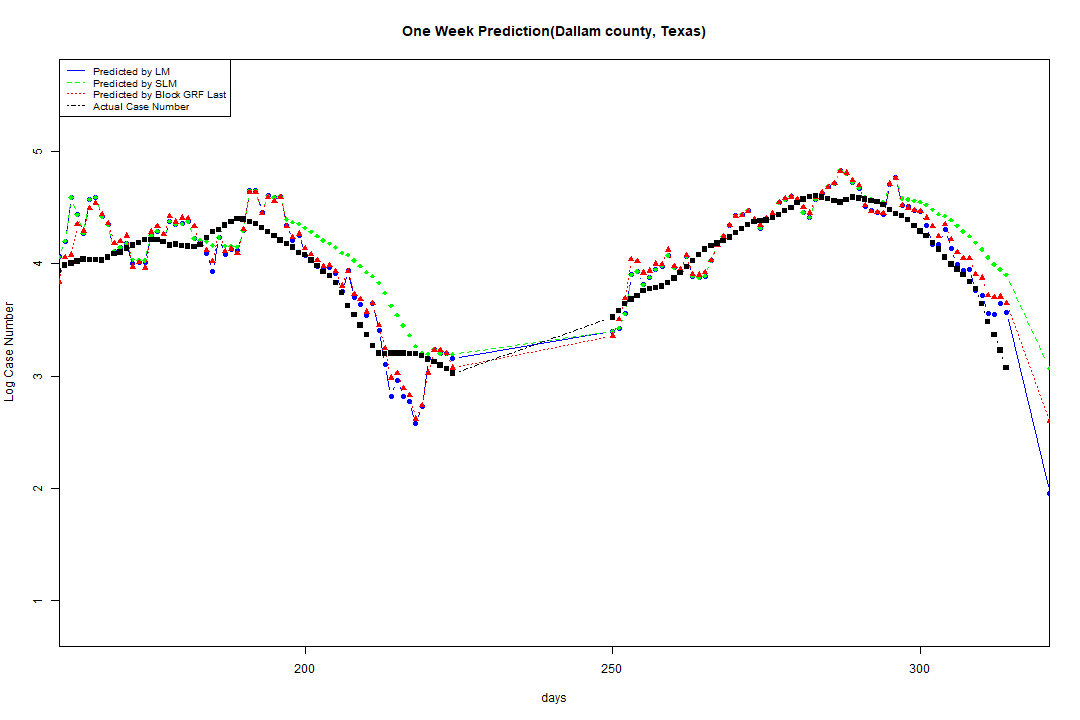 One Week Prediction(Dallam county, Texas)
Predicted by LM
Predicted by SLM
Predicted by Block GRF Last
Actual Case Number
5
4
3
2
1
Log Case Number
200
250
300
days